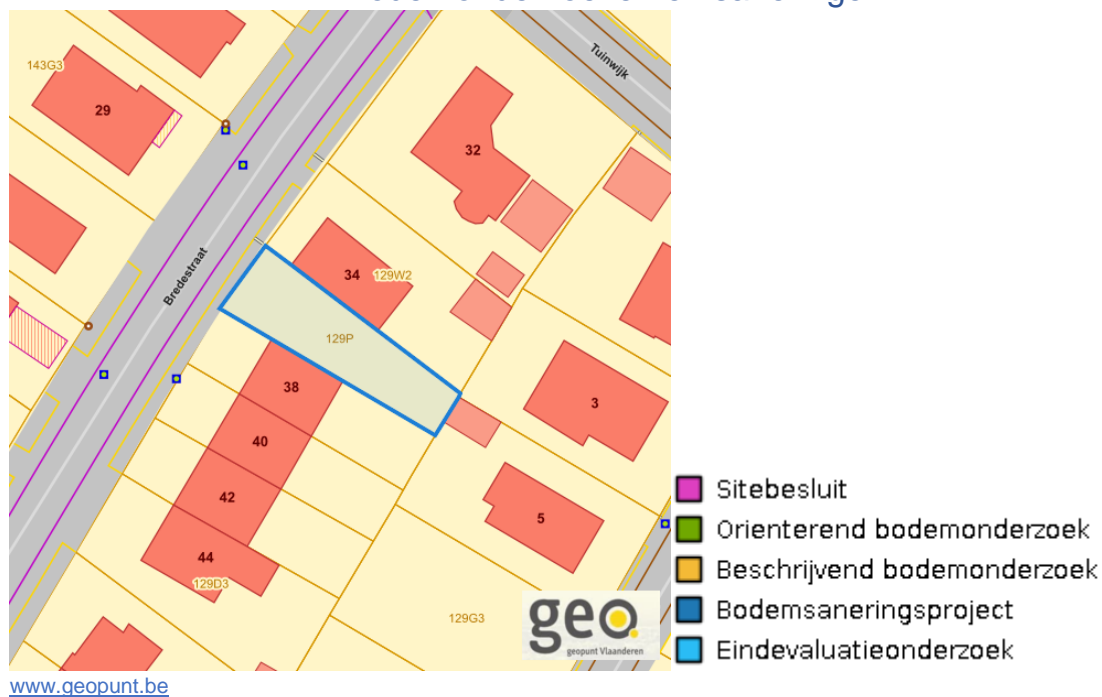 Tuinwijk
143G3
29
32
Bredestraat
34
129W2
129P
38
3
40
42
5
44
129D3
129G3
geo.
geopunt Vlaanderen
Sitebesluit
Orienterend bodemonderzoek
Beschrijvend bodemonderzoek
Bodemsaneringsproject
Eindevaluatieonderzoek
www.geopunt.be